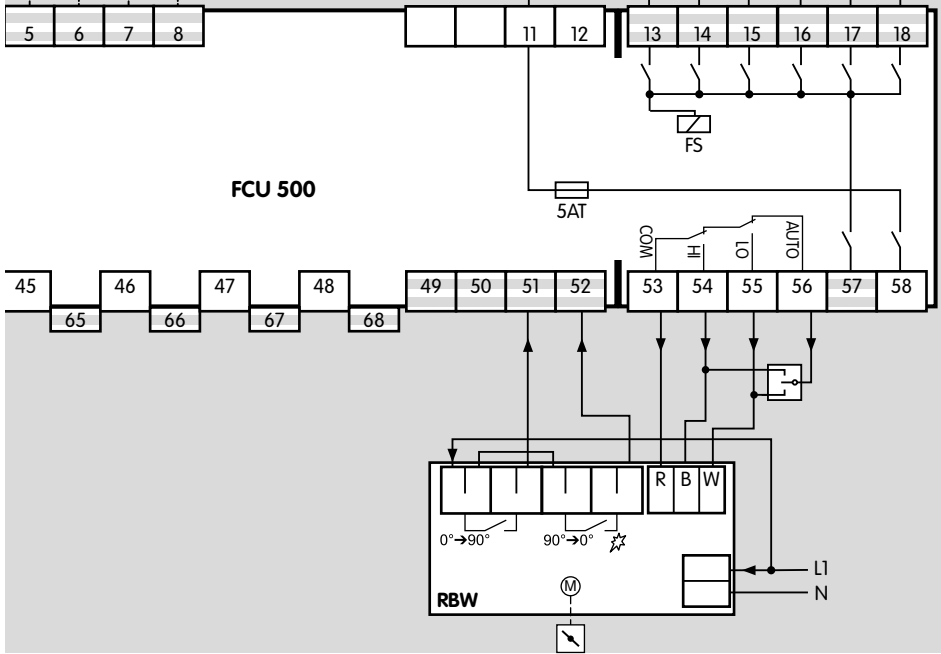 5 6 7 8 11 12 13 14 15 16 17 18
FS
FCU 500
5AT
COM HI LO AUTO
45 46 47 48 49 50 51 52 53 54 55 56 57 58
65 66 67 68
R B W
0°→90° 90°→0°
L1
M
RBW
N